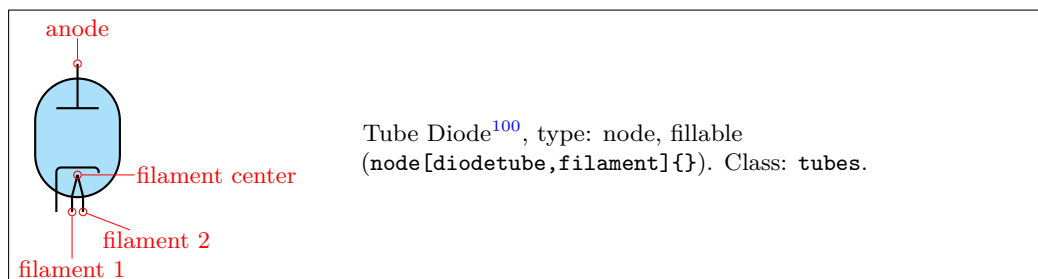 anode
Tube Diode100, type: node, fillable
(node[diodetube,filament]{}). Class: tubes.
filament center
filament 2
filament 1